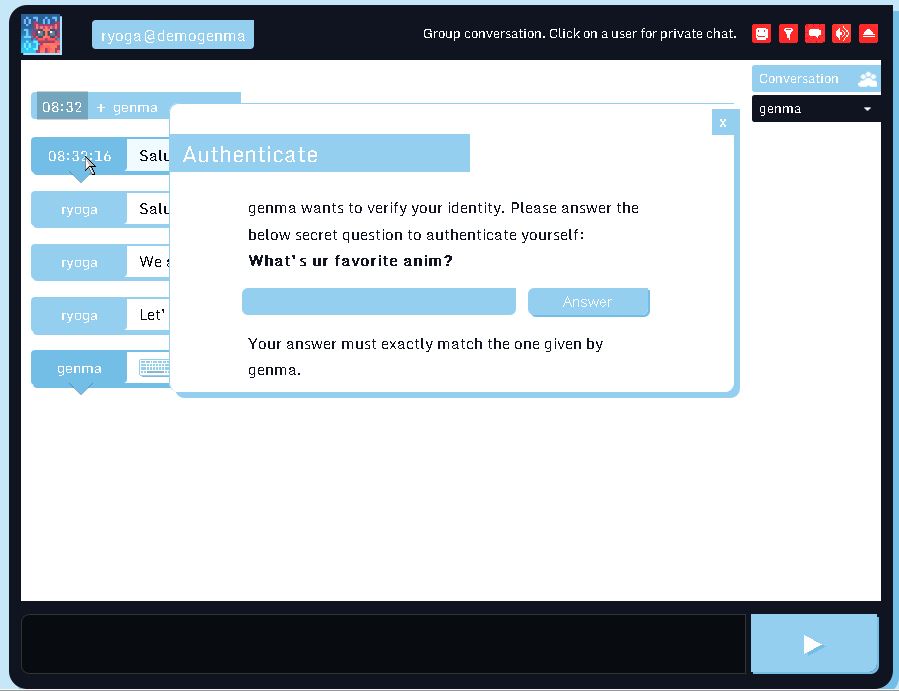 ryoga@demogenma
Group conversation. Click on a user for private chat.
Conversation
genma
08:32 + genma
08:32:16 Salu
ryoga Salu
ryoga We
ryoga Let'
genma
x
Authenticate
genma wants to verify your identity. Please answer the
below secret question to authenticate yourself:
What's ur favorite anim?
Answer
Your answer must exactly match the one given by
genma.